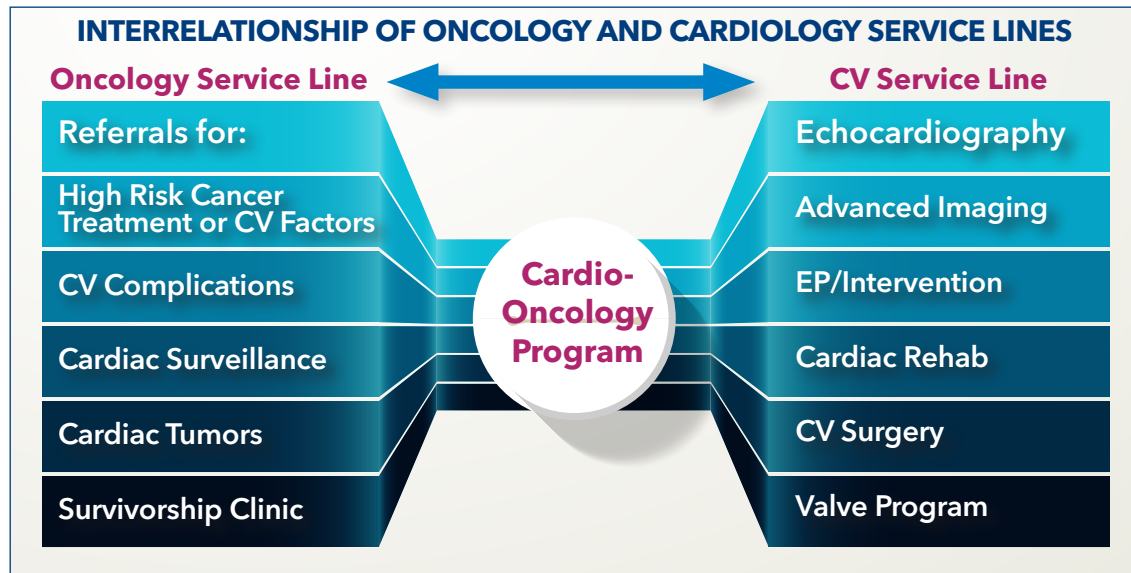 INTERRELATIONSHIP OF ONCOLOGY AND CARDIOLOGY SERVICE LINES
Oncology Service Line
Referrals for:
High Risk Cancer
Treatment or CV Factors
CV Complications
Cardiac Surveillance
Cardiac Tumors
Survivorship Clinic
Cardio-
Oncology
Program
CV Service Line
Echocardiography
Advanced Imaging
EP/Intervention
Cardiac Rehab
CV Surgery
Valve Program